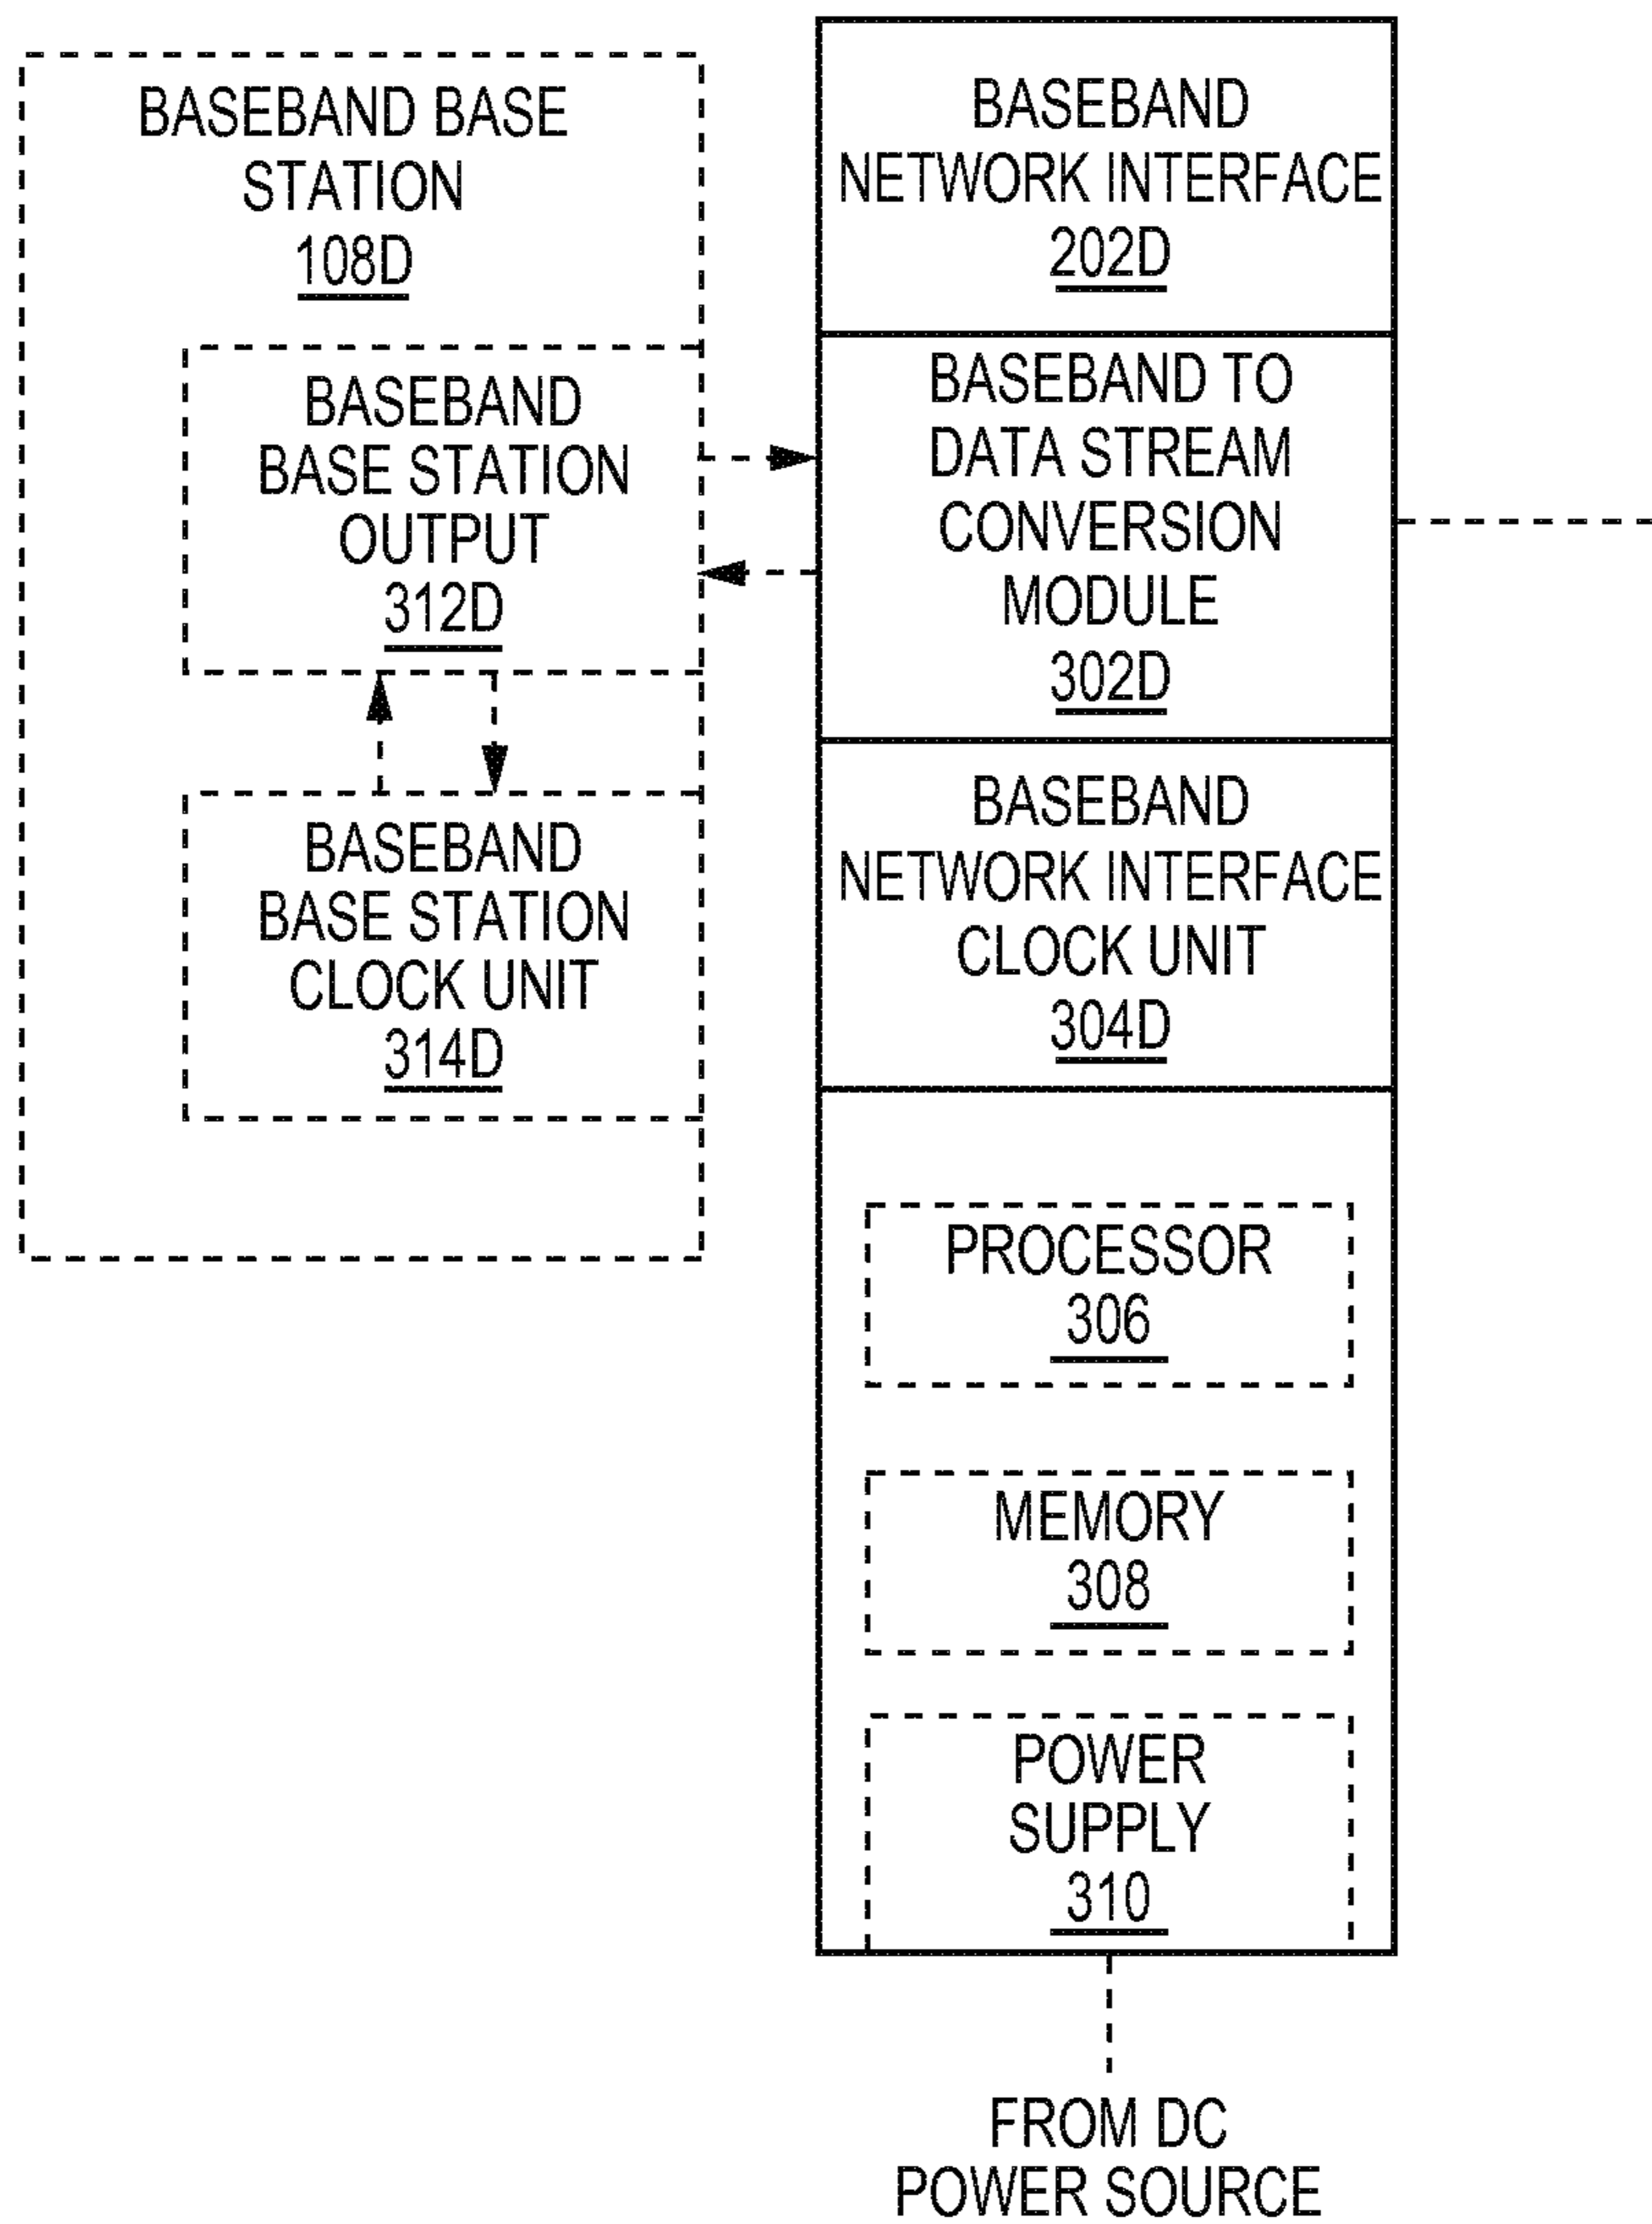 BASEBAND BASE
STATION
108D
BASEBAND
BASE STATION
OUTPUT
312D
BASEBAND
BASE STATION
CLOCK UNIT
314D
BASEBAND
NETWORK INTERFACE
202D
BASEBAND TO
DATA STREAM
CONVERSION
MODULE
302D
BASEBAND
NETWORK INTERFACE
CLOCK UNIT
304D
PROCESSOR
306
MEMORY
308
POWER
SUPPLY
310
FROM DC
POWER SOURCE